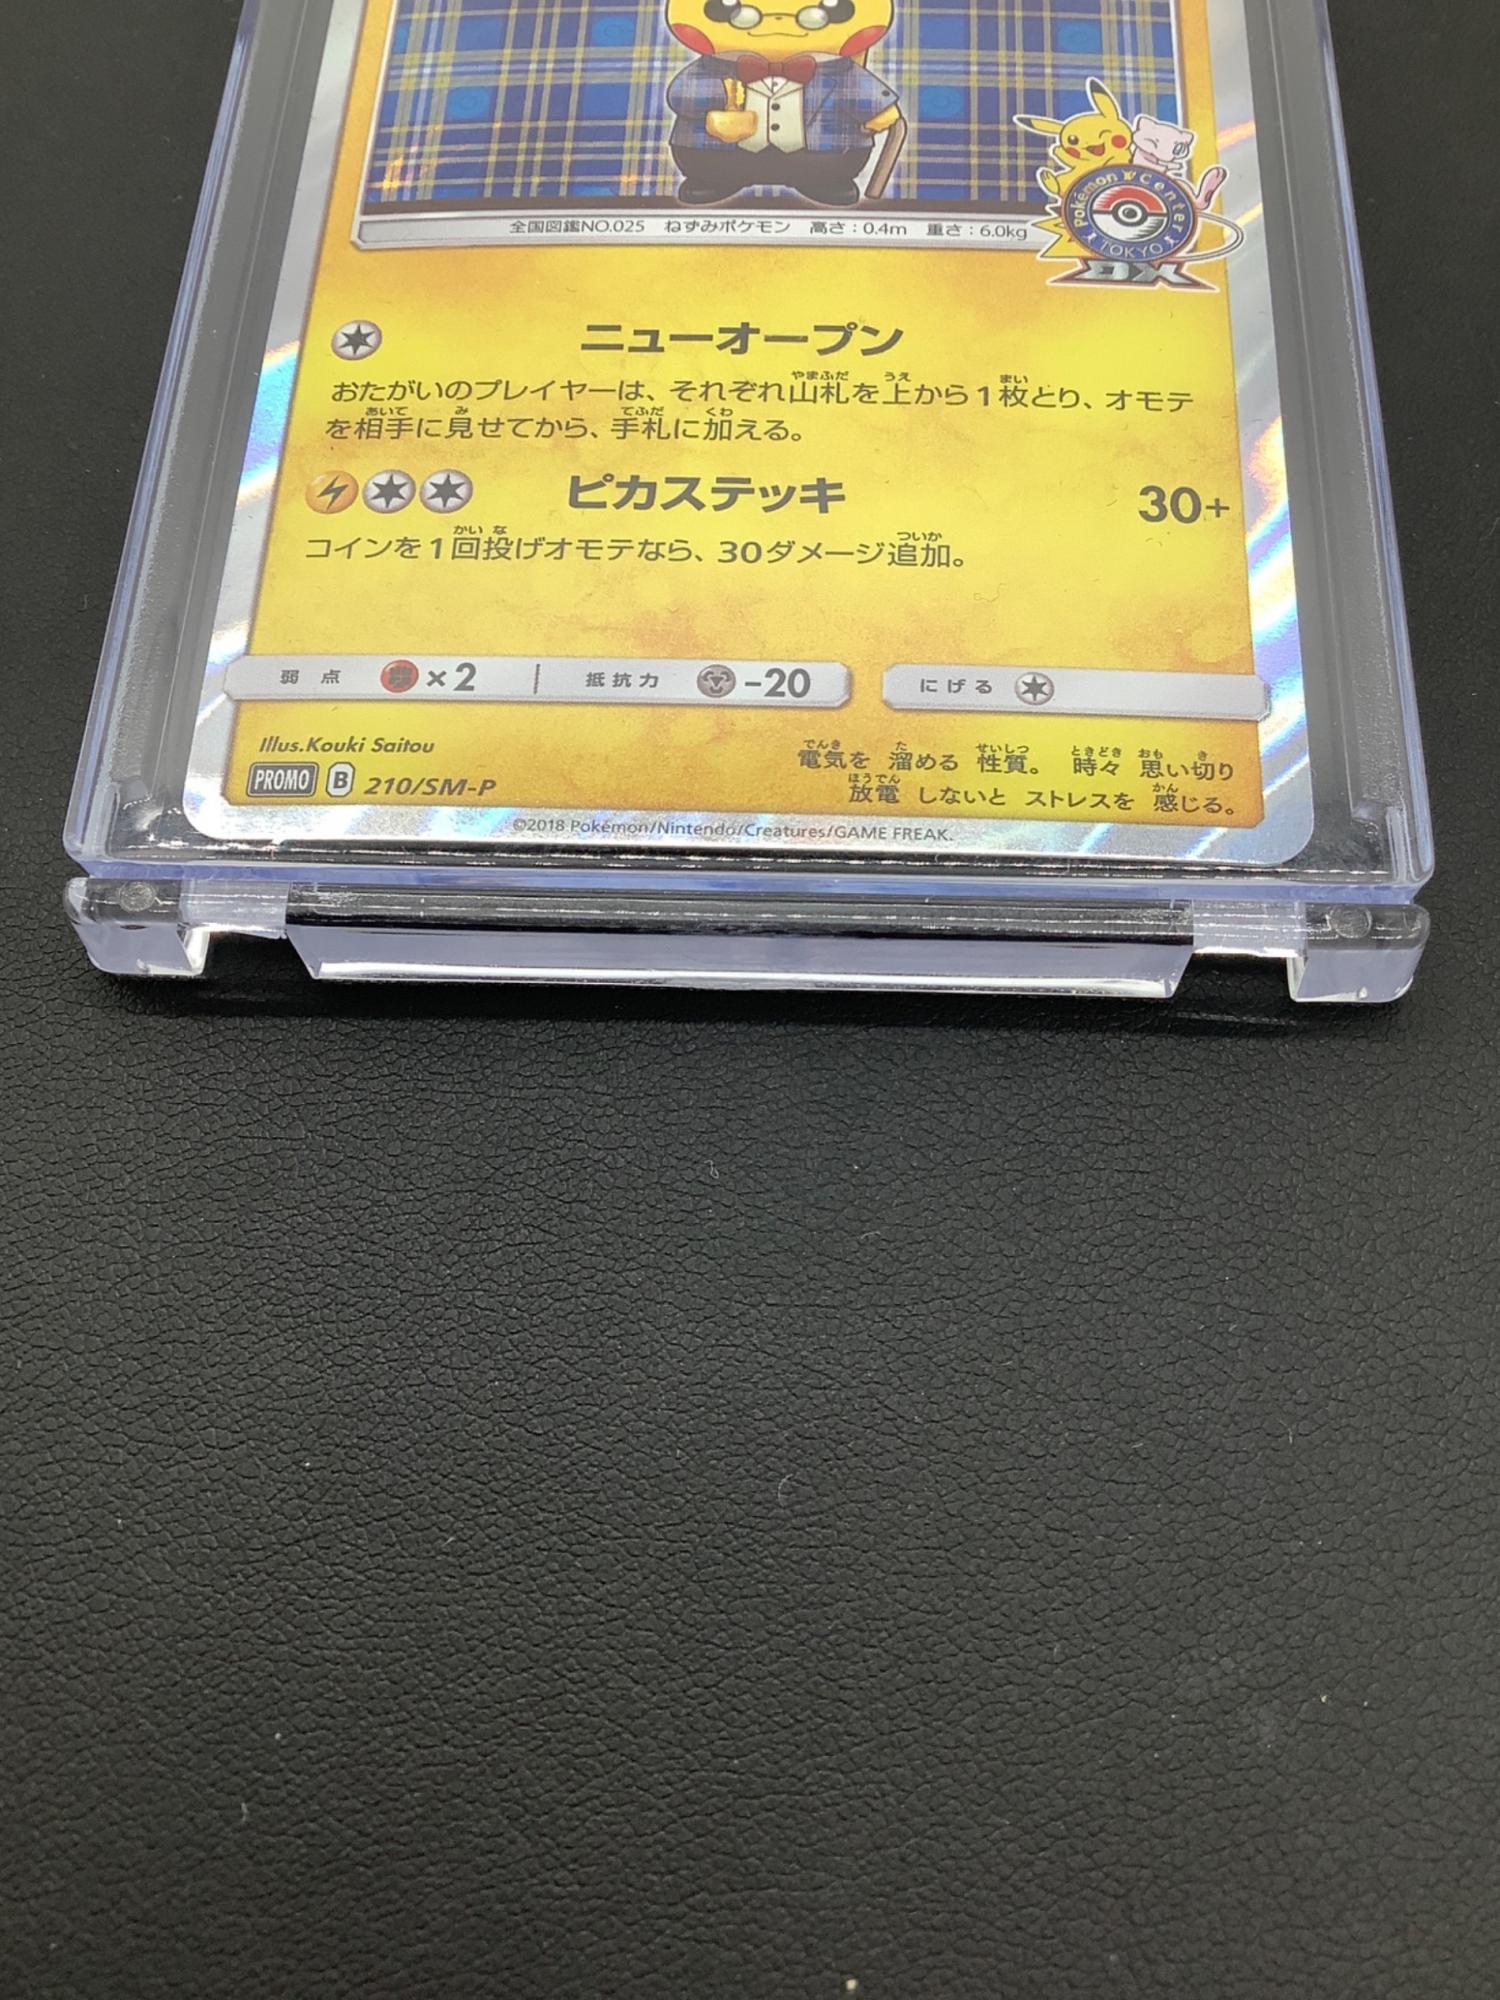 全国図鑑NO.025 ねずみポケモン 高さ：0.4m 重さ：6.0kg
Pokémon Center
TOKYO
DX
ニューオープン
おたがいのプレイヤーは、それぞれ山札を上から1枚とり、オモテ
を相手に見せてから、手札に加える。
ピカステッキ 30+
コインを1回投げオモテなら、30ダメージ追加。
弱点 ×2 抵抗力 -20 にげる
Illus.Kouki Saitou
PROMO B 210/SM-P
電気を 溜める 性質。 時々 思い切り
放電 しないと ストレスを 感じる。
©2018 Pokémon/Nintendo/Creatures/GAME FREAK.